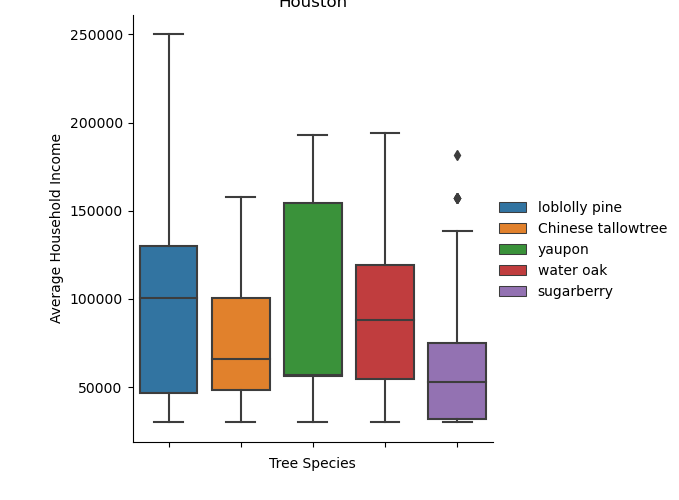 Houston
250000
200000
150000
100000
50000
Average Household Income
Tree Species
loblolly pine
Chinese tallowtree
yaupon
water oak
sugarberry